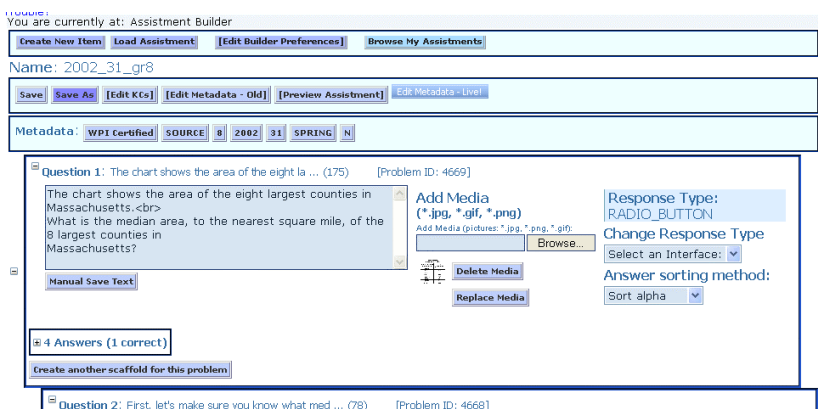 Trouble?
You are currently at: Assistment Builder
Create New Item Load Assistment [Edit Builder Preferences] Browse My Assistments
Name: 2002_31_gr8
Save Save As [Edit KCs] [Edit Metadata - Old] [Preview Assistment] Edit Metadata - Live!
Metadata: WPI Certified SOURCE 8 2002 31 SPRING N
Question 1: The chart shows the area of the eight la ... (175) [Problem ID: 4669]
The chart shows the area of the eight largest counties in
Massachusetts.<br>
What is the median area, to the nearest square mile, of the
8 largest counties in
Massachusetts?
Manual Save Text
Add Media
(*.jpg, *.gif, *.png)
Add Media (pictures: *.jpg, *.png, *.gif):
Browse...
Delete Media
Replace Media
Response Type:
RADIO_BUTTON
Change Response Type
Select an Interface:
Answer sorting method:
Sort alpha
4 Answers (1 correct)
Create another scaffold for this problem
Question 2: First, let's make sure you know what med ... (78) [Problem ID: 4668]